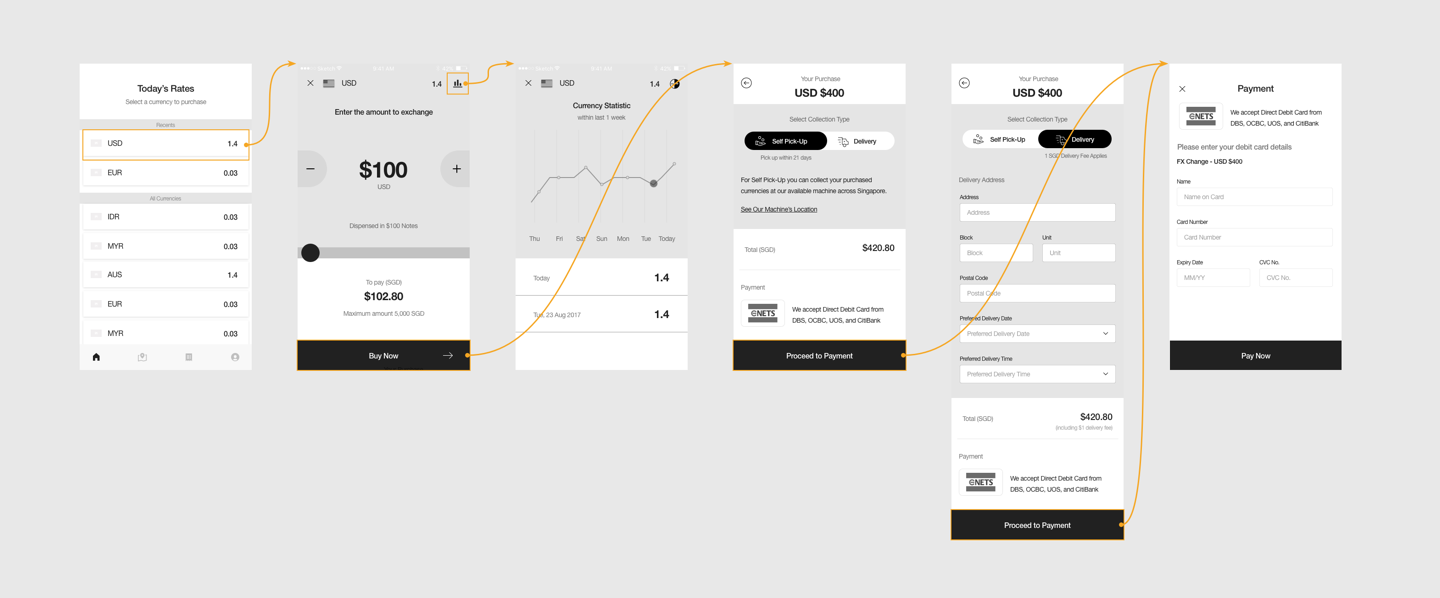 Today's Rates
Select a currency to purchase
Recents
USD 1.4
EUR 0.03
All Currencies
IDR 0.03
MYR 0.03
AUS 1.4
EUR 0.03
MYR 0.03
USD 1.4
Enter the amount to exchange
− $100 +
USD
Dispensed in $100 Notes
To pay (SGD)
$102.80
Maximum amount 5,000 SGD
Buy Now
USD 1.4
Currency Statistic
within last 1 week
Thu Fri Sat Sun Mon Tue Today
Today 1.4
Tue, 23 Aug 2017 1.4
Your Purchase
USD $400
Select Collection Type
Self Pick-Up Delivery
Pick up within 21 days
For Self Pick-Up you can collect your purchased
currencies at our available machine across Singapore.
See Our Machine's Location
Total (SGD) $420.80
Payment
eNETS
We accept Direct Debit Card from
DBS, OCBC, UOS, and CitiBank
Proceed to Payment
Your Purchase
USD $400
Select Collection Type
Self Pick-Up Delivery
1 SGD Delivery Fee Applies
Delivery Address
Address
Address
Block Unit
Block Unit
Postal Code
Postal Code
Preferred Delivery Date
Preferred Delivery Date
Preferred Delivery Time
Preferred Delivery Time
Total (SGD) $420.80
(including $1 delivery fee)
Payment
eNETS
We accept Direct Debit Card from
DBS, OCBC, UOS, and CitiBank
Proceed to Payment
Payment
eNETS
We accept Direct Debit Card from
DBS, OCBC, UOS, and CitiBank
Please enter your debit card details
FX Change - USD $400
Name
Name on Card
Card Number
Card Number
Expiry Date CVC No.
MM/YY CVC No.
Pay Now